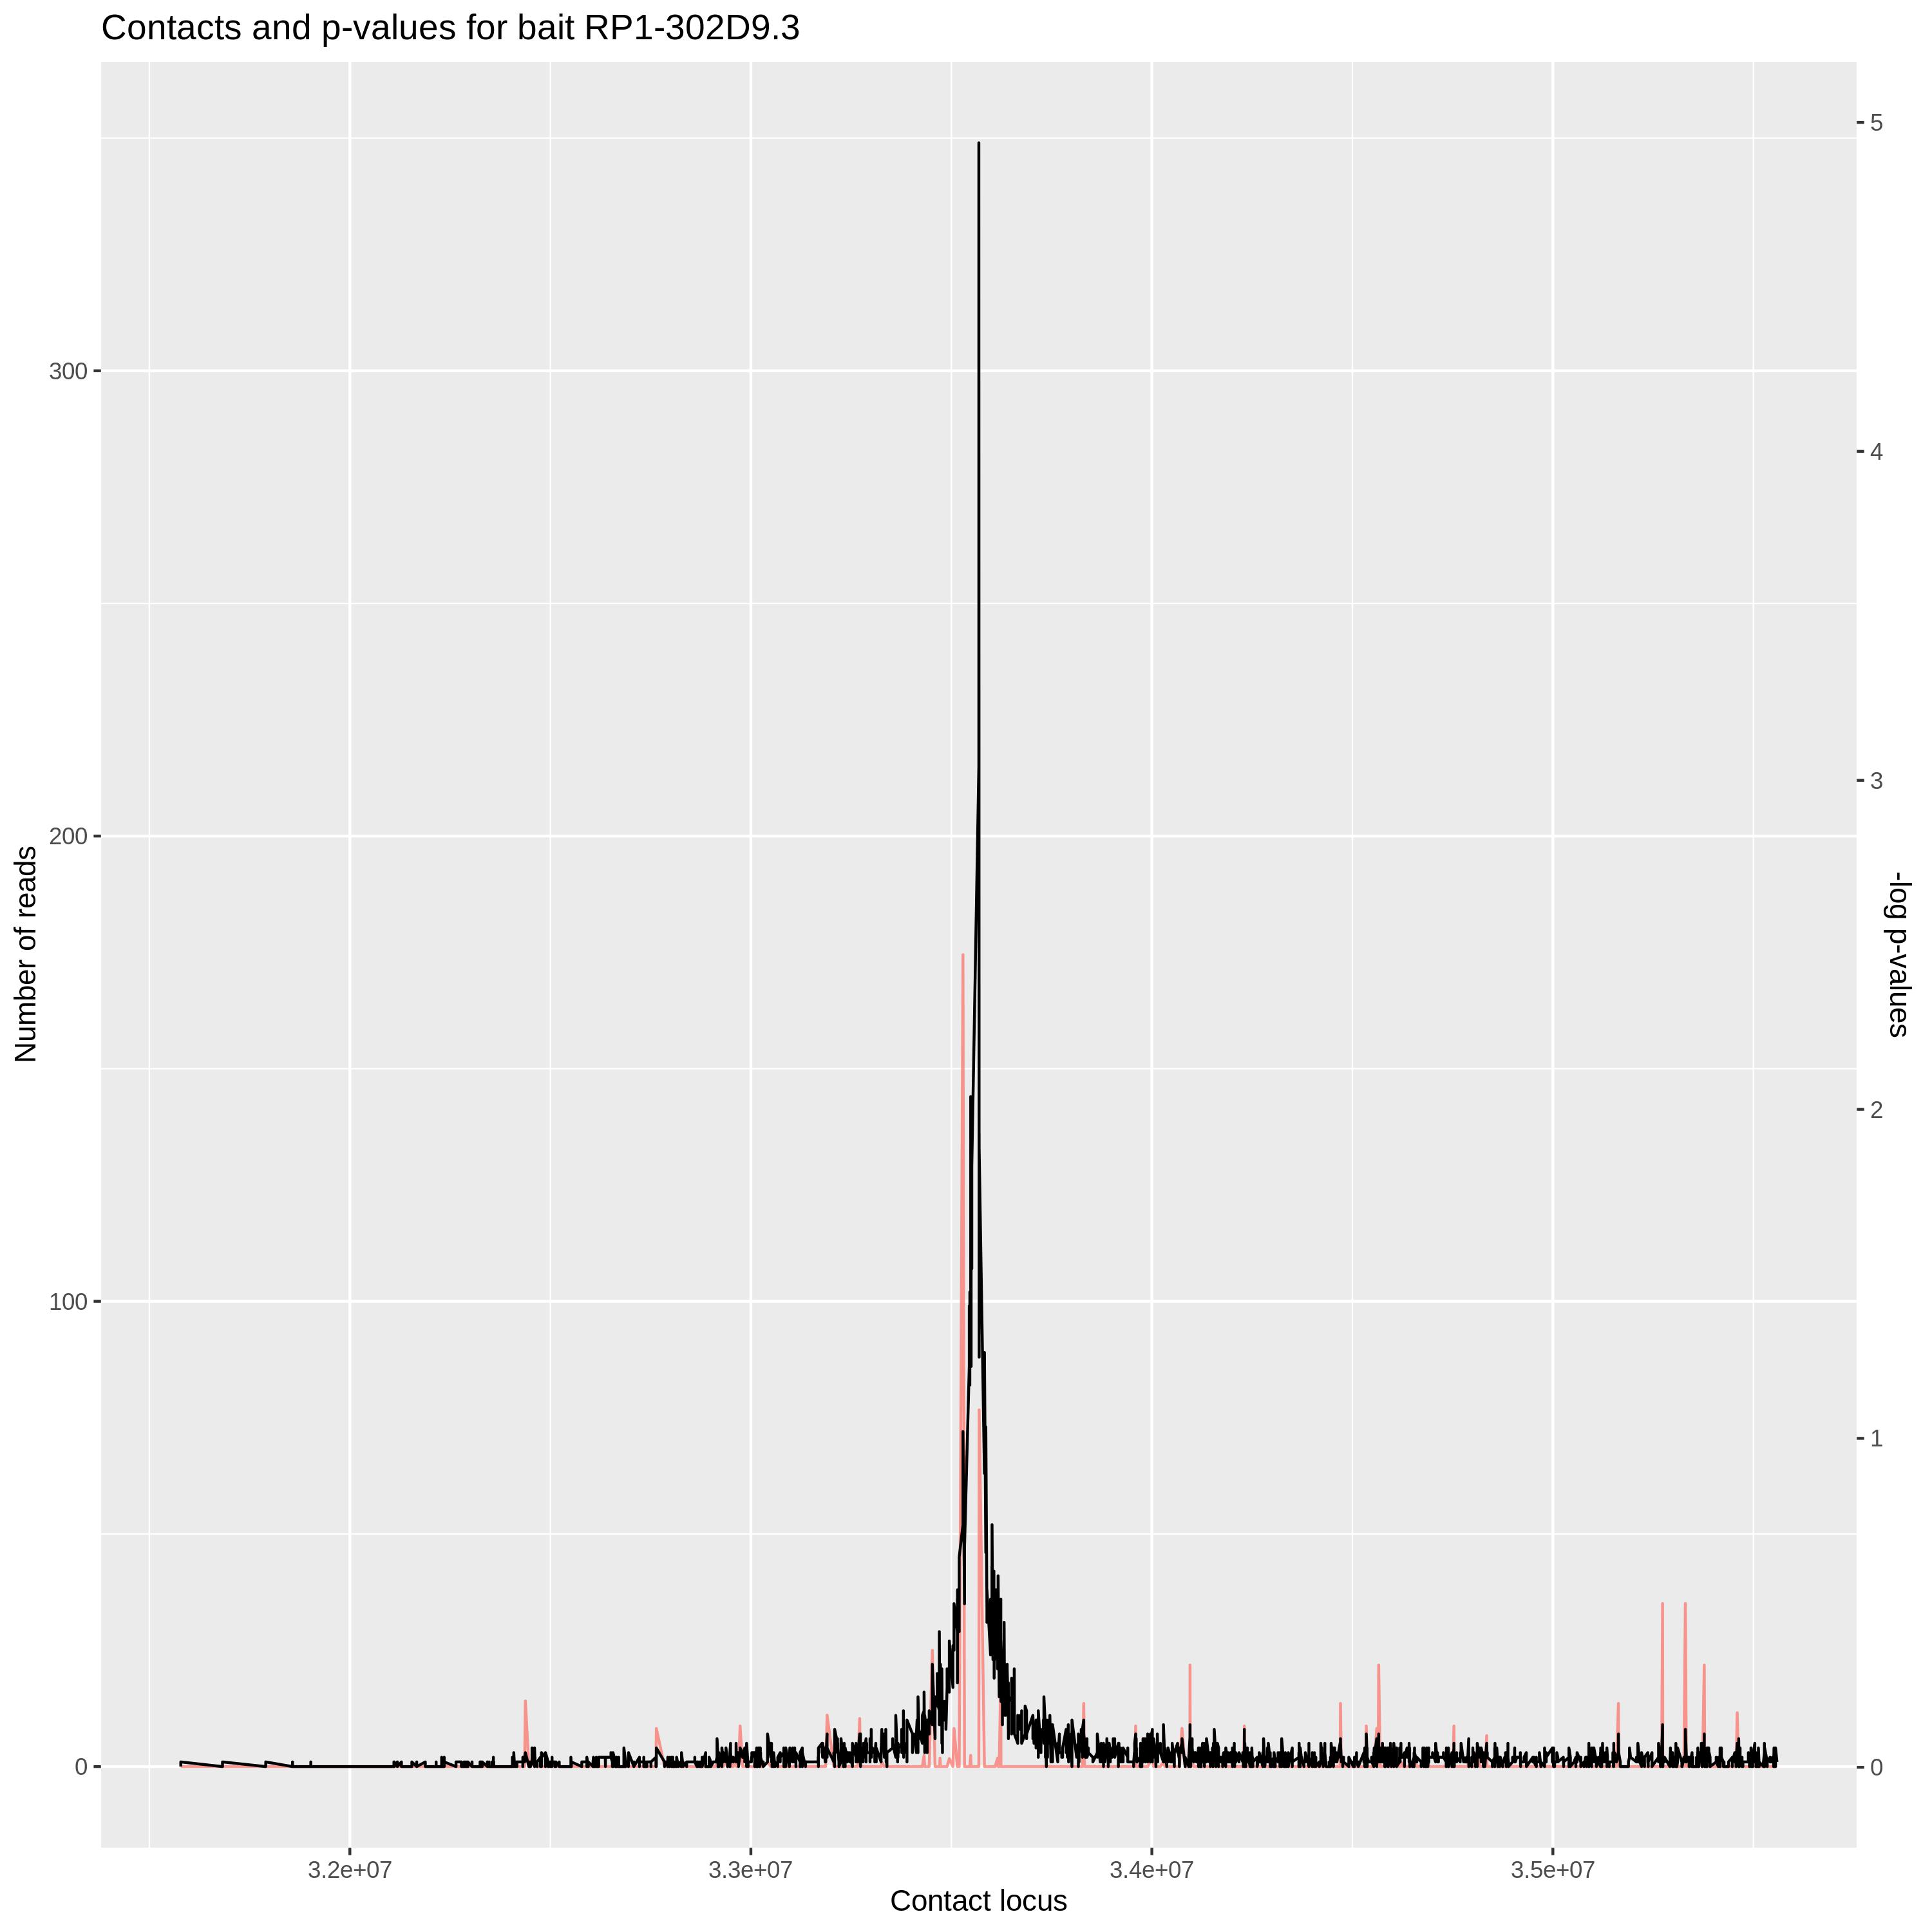 Contacts and p-values for bait RP1-302D9.3
Number of reads
300
200
100
0
5
4
3
2
1
0
-log p-values
3.2e+07
3.3e+07
3.4e+07
3.5e+07
Contact locus